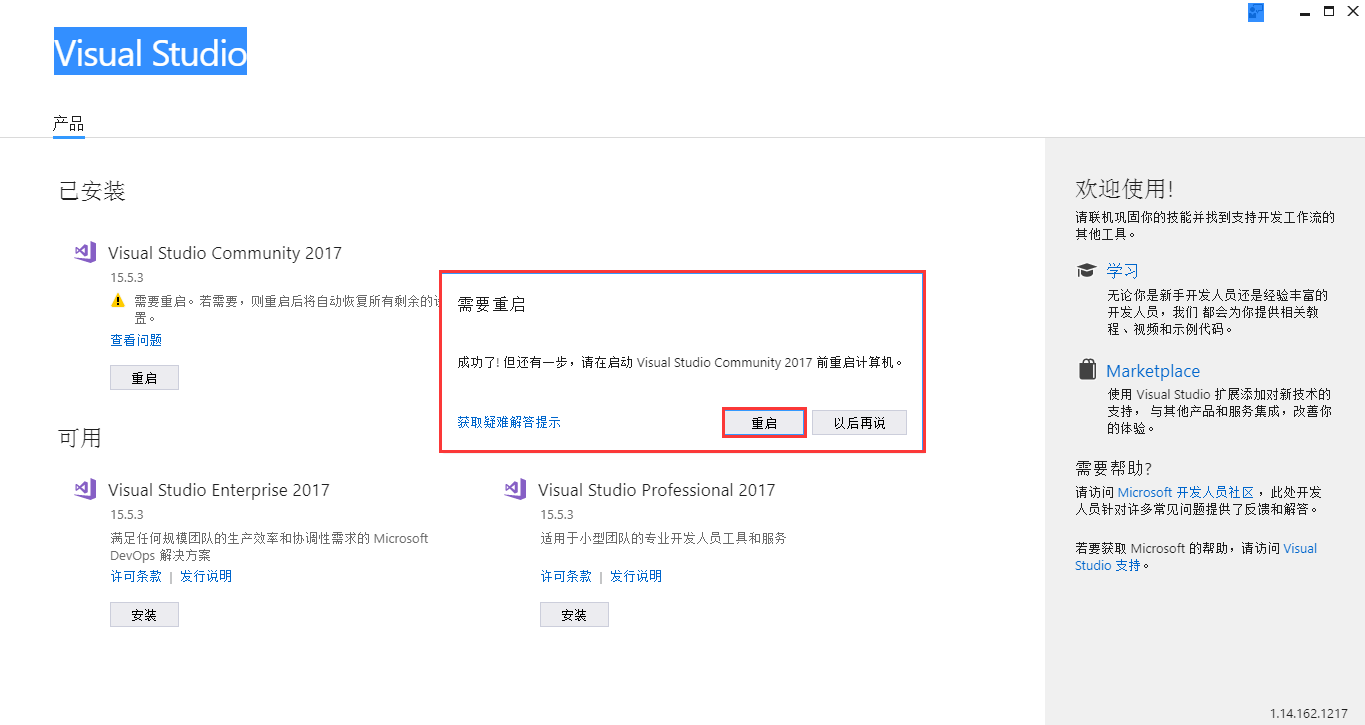 Visual Studio
产品
已安装
Visual Studio Community 2017
15.5.3
需要重启。若需要，则重启后将自动恢复所有剩余的
置。
查看问题
重启
需要重启
成功了! 但还有一步，请在启动 Visual Studio Community 2017 前重启计算机。
获取疑难解答提示
重启
以后再说
可用
Visual Studio Enterprise 2017
15.5.3
满足任何规模团队的生产效率和协调性需求的 Microsoft
DevOps 解决方案
许可条款 | 发行说明
安装
Visual Studio Professional 2017
15.5.3
适用于小型团队的专业开发人员工具和服务
许可条款 | 发行说明
安装
欢迎使用!
请联机巩固你的技能并找到支持开发工作流的
其他工具。
学习
无论你是新手开发人员还是经验丰富的
开发人员，我们 都会为你提供相关教
程、视频和示例代码。
Marketplace
使用 Visual Studio 扩展添加对新技术的
支持， 与其他产品和服务集成，改善你
的体验。
需要帮助?
请访问 Microsoft 开发人员社区 ，此处开发
人员针对许多常见问题提供了反馈和解答。
若要获取 Microsoft 的帮助，请访问 Visual
Studio 支持。
1.14.162.1217